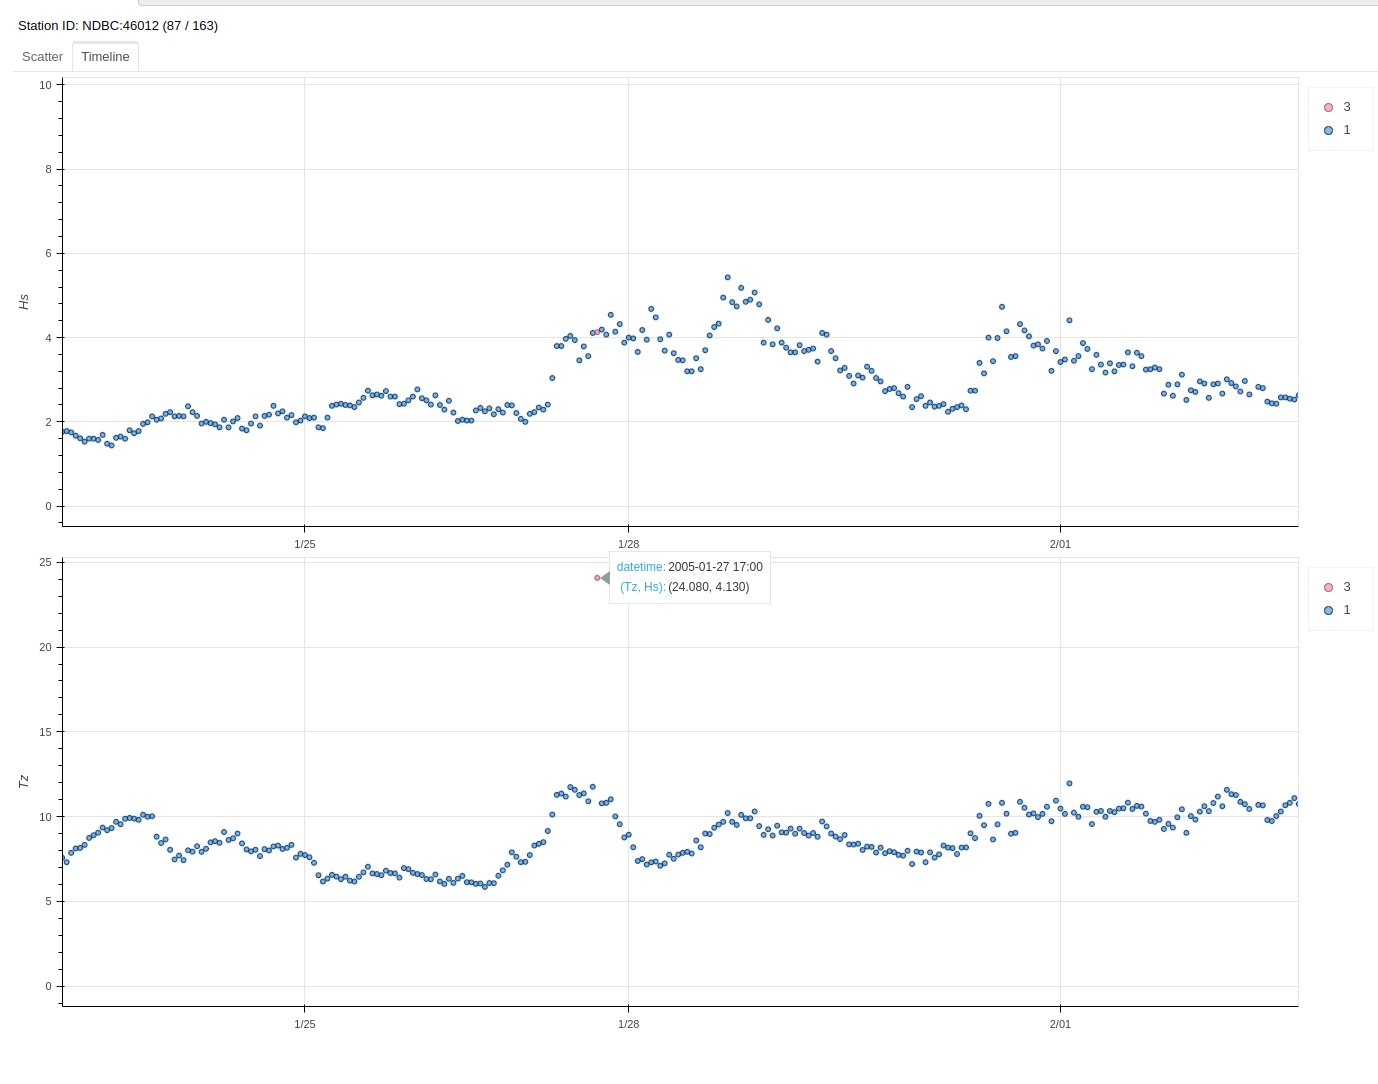 Station ID: NDBC:46012 (87 / 163)
Scatter Timeline
10
8
6
4
2
0
Hs
1/25 1/28 2/01
3
1
25
20
15
10
5
0
Tz
datetime: 2005-01-27 17:00
(Tz, Hs): (24.080, 4.130)
3
1
1/25 1/28 2/01